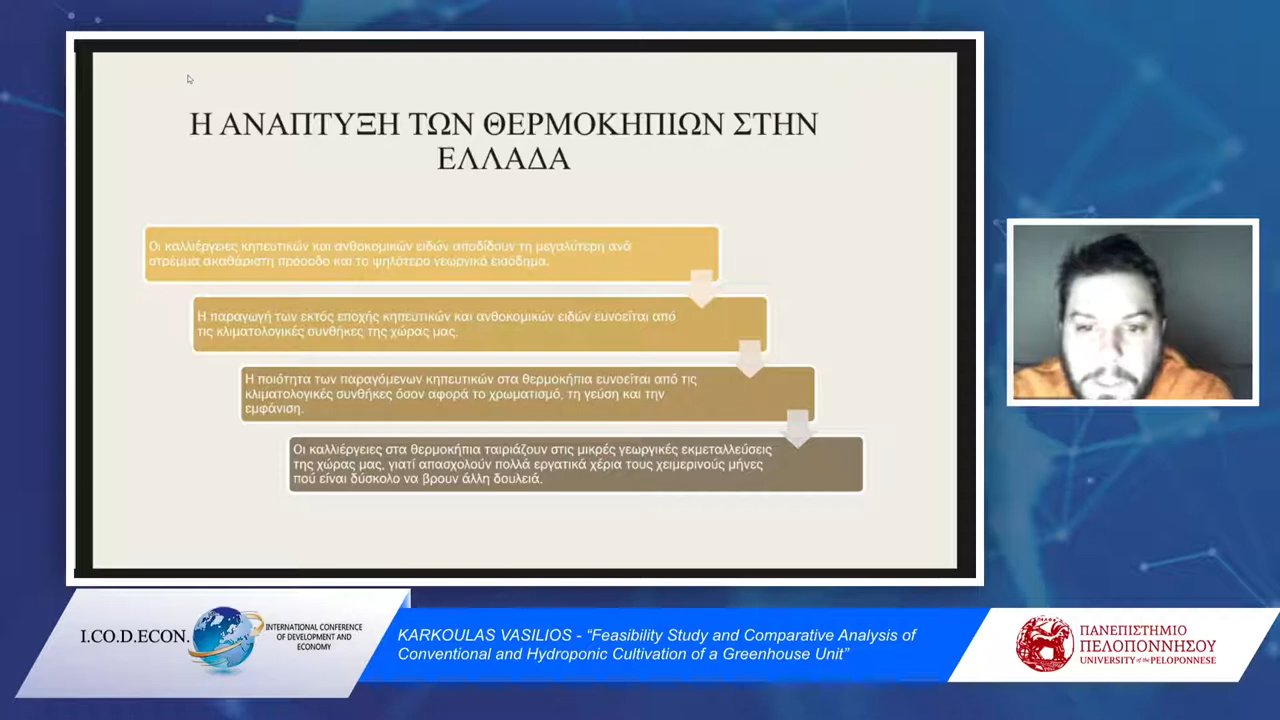 Η ΑΝΑΠΤΥΞΗ ΤΩΝ ΘΕΡΜΟΚΗΠΙΩΝ ΣΤΗΝ
ΕΛΛΑΔΑ
Οι καλλιέργειες κηπευτικών και ανθοκομικών ειδών αποδίδουν τη μεγαλύτερη ανά
στρέμμα ακαθάριστη πρόσοδο και το ψηλότερο γεωργικό εισόδημα.
Η παραγωγή των εκτός εποχής κηπευτικών και ανθοκομικών ειδών ευνοείται από
τις κλιματολογικές συνθήκες της χώρας μας.
Η ποιότητα των παραγόμενων κηπευτικών στα θερμοκήπια ευνοείται από τις
κλιματολογικές συνθήκες όσον αφορά το χρωματισμό, τη γεύση και την
εμφάνιση.
Οι καλλιέργειες στα θερμοκήπια ταιριάζουν στις μικρές γεωργικές εκμεταλλεύσεις
της χώρας μας, γιατί απασχολούν πολλά εργατικά χέρια τους χειμερινούς μήνες
πού είναι δύσκολο να βρουν άλλη δουλειά.
I.CO.D.ECON.
INTERNATIONAL CONFERENCE
OF DEVELOPMENT AND
ECONOMY
KARKOULAS VASILIOS - “Feasibility Study and Comparative Analysis of
Conventional and Hydroponic Cultivation of a Greenhouse Unit”
ΠΑΝΕΠΙΣΤΗΜΙΟ
ΠΕΛΟΠΟΝΝΗΣΟΥ
UNIVERSITY of the PELOPONNESE